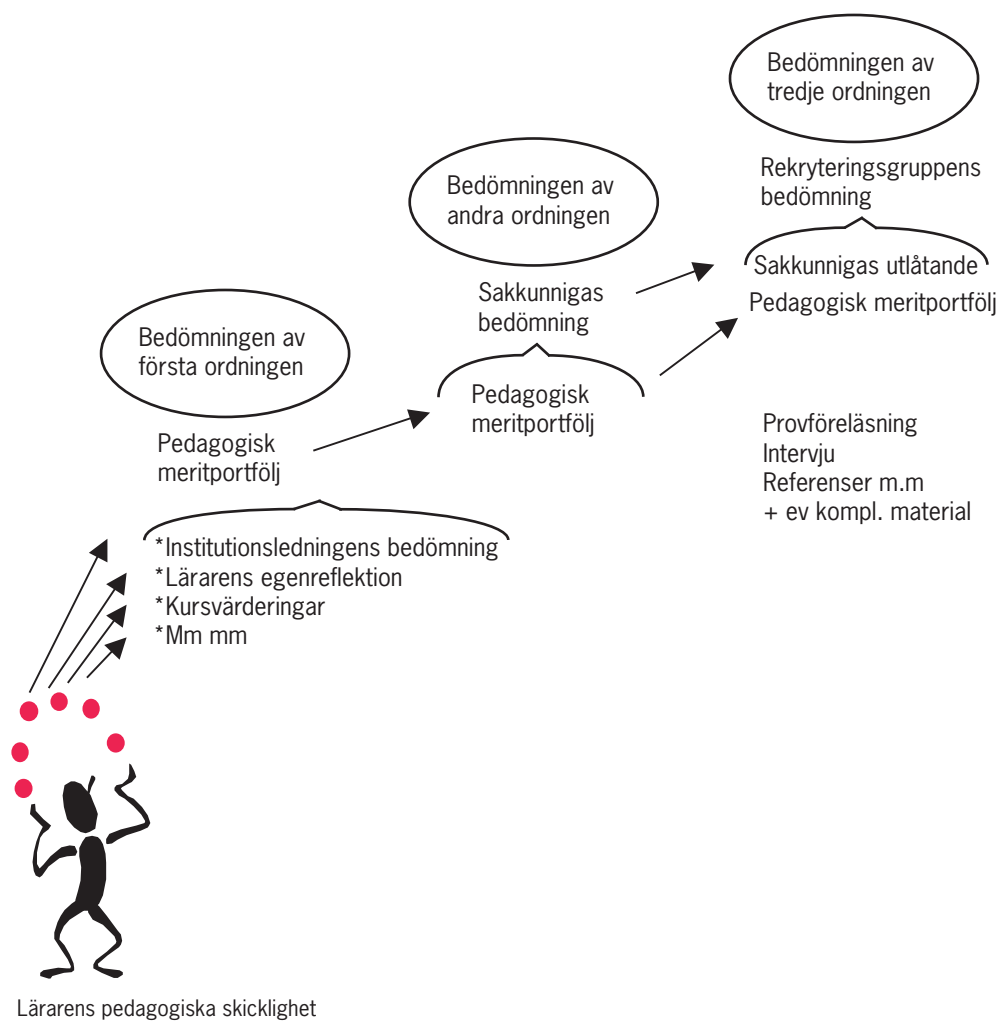 Bedömningen av
första ordningen
Pedagogisk
meritportfölj
*Institutionsledningens bedömning
*Lärarens egenreflektion
*Kursvärderingar
*Mm mm
Lärarens pedagogiska skicklighet
Bedömningen av
andra ordningen
Sakkunnigas
bedömning
Pedagogisk
meritportfölj
Bedömningen av
tredje ordningen
Rekryteringsgruppens
bedömning
Sakkunnigas utlåtande
Pedagogisk meritportfölj
Provföreläsning
Intervju
Referenser m.m
+ ev kompl. material